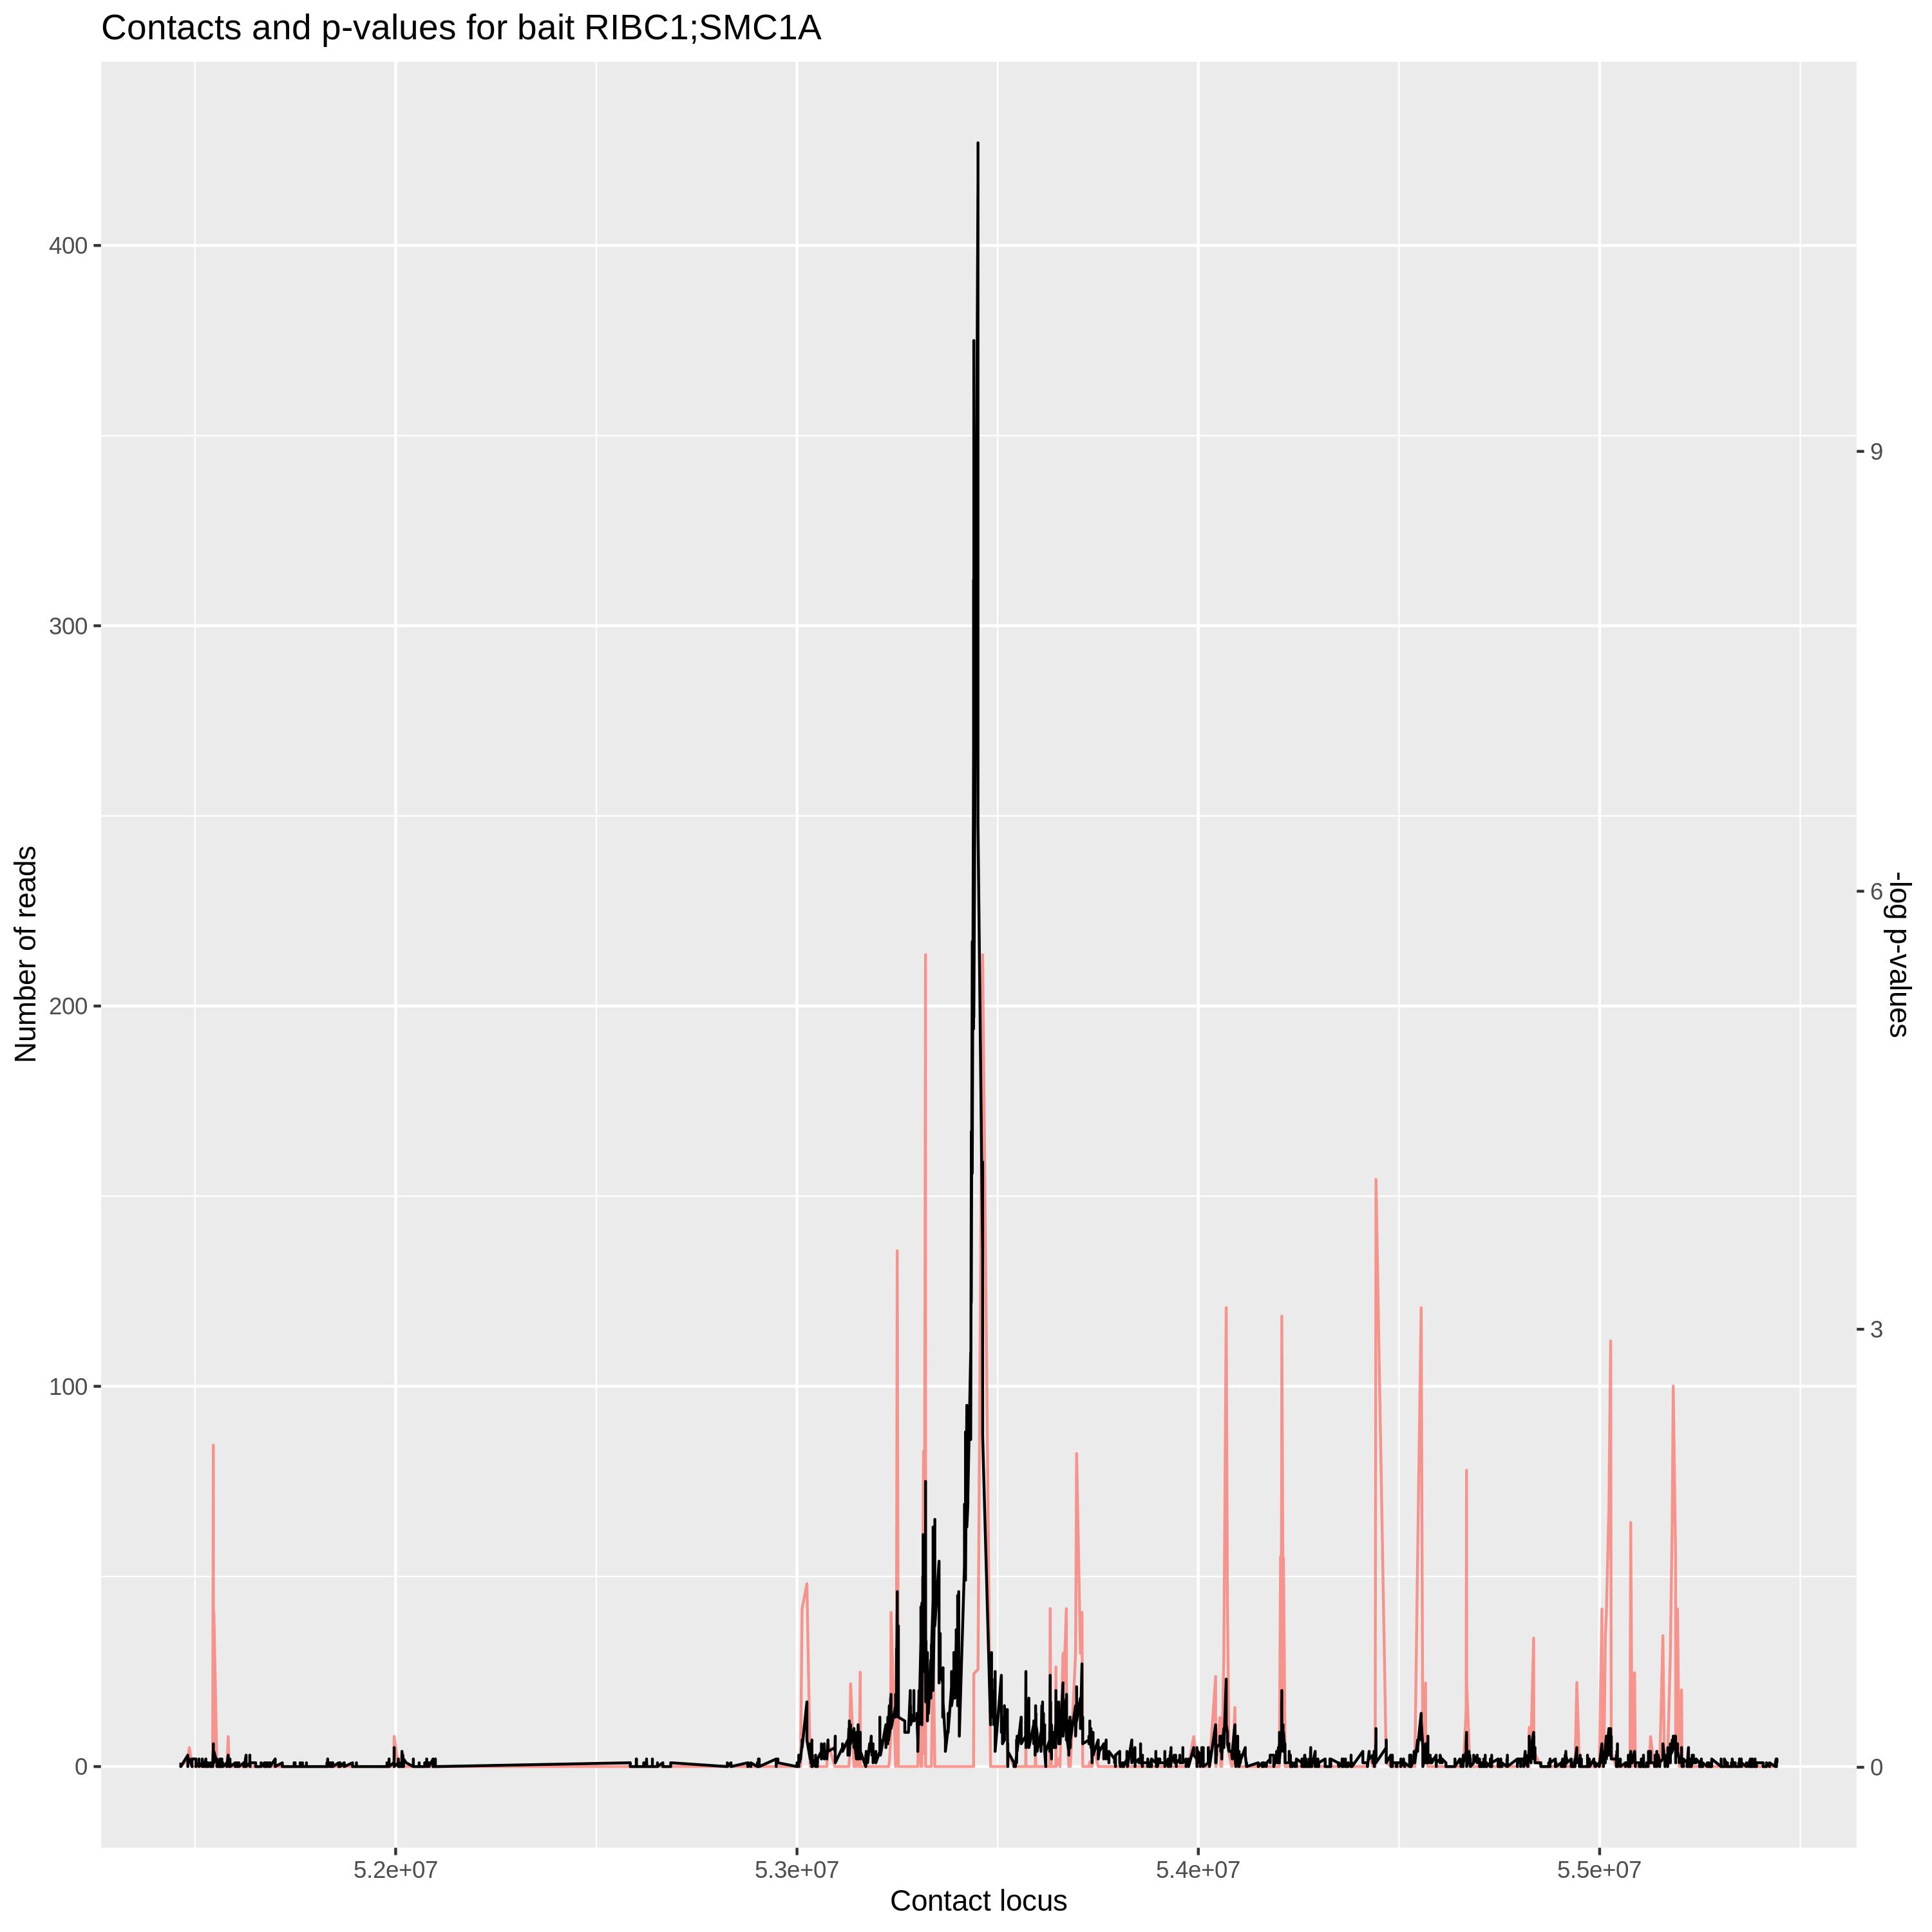 Contacts and p-values for bait RIBC1;SMC1A
Number of reads
400
300
200
100
0
9
6
3
0
-log p-values
5.2e+07
5.3e+07
5.4e+07
5.5e+07
Contact locus